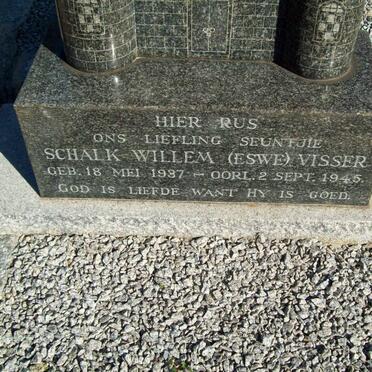 HIER RUS
ONS LIEFLING SEUNTJIE
SCHALK WILLEM (ESWE) VISSER
GEB. 18 MEI 1937 — OORL. 2 SEPT. 1945.
GOD IS LIEFDE WANT HY IS GOED.